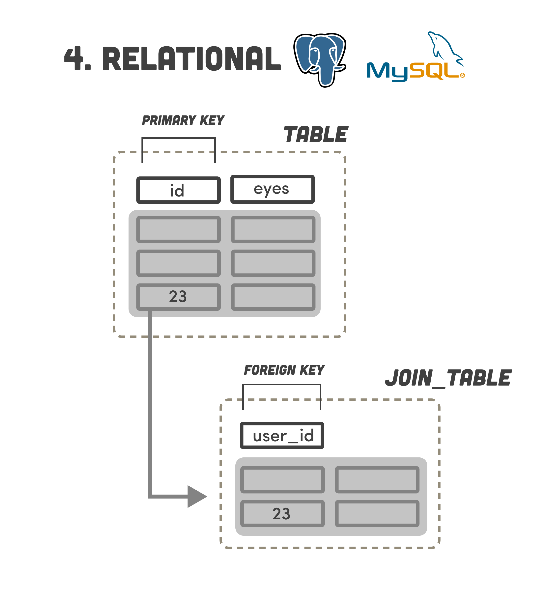 4. RELATIONAL
MySQL®
PRIMARY KEY
TABLE
id eyes
23
FOREIGN KEY
JOIN_TABLE
user_id
23